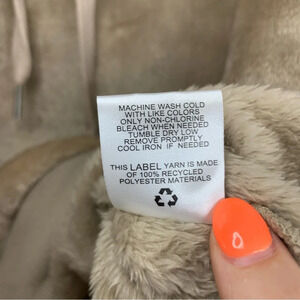 MACHINE WASH COLD
WITH LIKE COLORS
ONLY NON-CHLORINE
BLEACH WHEN NEEDED
TUMBLE DRY LOW
REMOVE PROMPTLY
COOL IRON IF NEEDED
THIS LABEL YARN IS MADE
OF 100% RECYCLED
POLYESTER MATERIALS